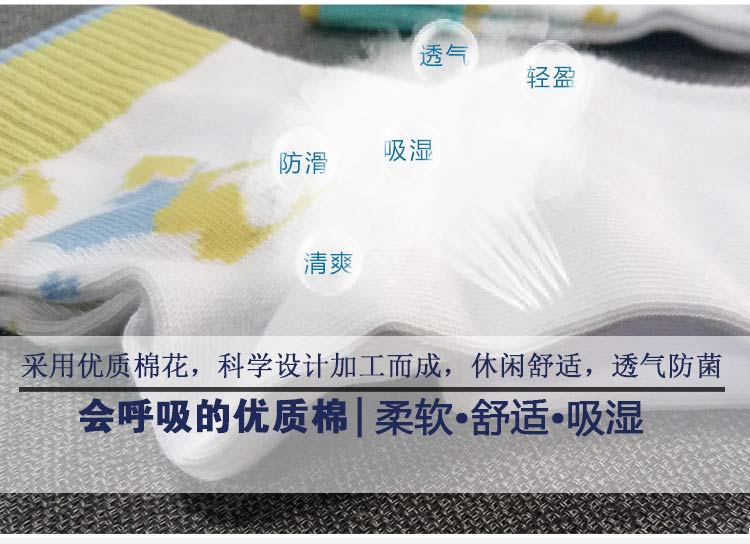 透气
轻盈
防滑
吸湿
清爽
采用优质棉花，科学设计加工而成，休闲舒适，透气防菌
会呼吸的优质棉|柔软•舒适•吸湿